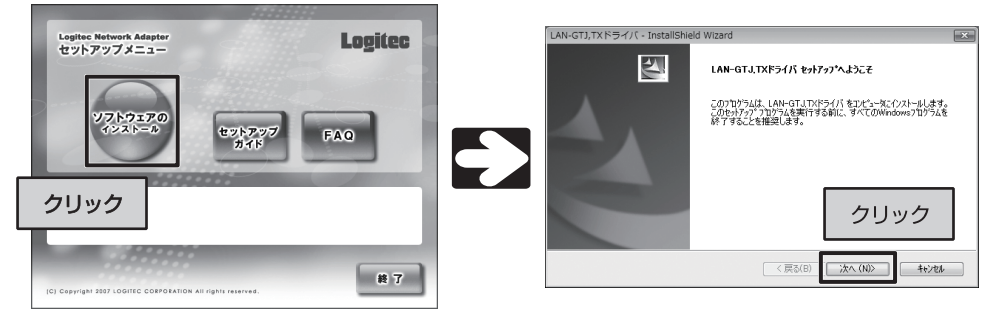 Logitec Network Adapter
セットアップメニュー
Logitec
ソフトウェアの
インストール
セットアップ
ガイド
FAQ
クリック
終了
(C) Copyright 2007 LOGITEC CORPORATION All rights reserved.
LAN-GTJ,TXドライバ - InstallShield Wizard
LAN-GTJ,TXドライバ セットアップへようこそ
このプログラムは、LAN-GTJ,TXドライバ をコンピュータにインストールします。
このセットアップ プログラムを実行する前に、すべてのWindowsプログラムを
終了することを推奨します。
クリック
< 戻る(B)
次へ (N)>
キャンセル